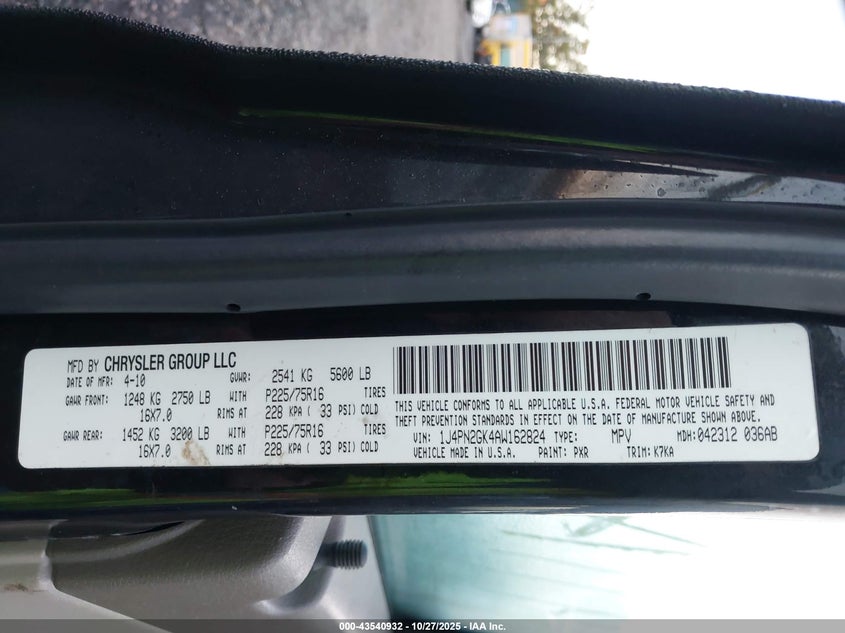 MFD BY CHRYSLER GROUP LLC
DATE OF MFR: 4-10 GVWR: 2541 KG 5600 LB
GAWR FRONT: 1248 KG 2750 LB WITH P225/75R16 TIRES
16X7.0 RIMS AT 228 KPA ( 33 PSI) COLD
GAWR REAR: 1452 KG 3200 LB WITH P225/75R16 TIRES
16X7.0 RIMS AT 228 KPA ( 33 PSI) COLD
THIS VEHICLE CONFORMS TO ALL APPLICABLE U.S.A. FEDERAL MOTOR VEHICLE SAFETY AND
THEFT PREVENTION STANDARDS IN EFFECT ON THE DATE OF MANUFACTURE SHOWN ABOVE.
VIN: 1J4PN2GK4AW162824 TYPE: MPV MDH: 042312 036AB
VEHICLE MADE IN U.S.A. PAINT: PXR TRIM: K7KA
000-43540932 - 10/27/2025 - IAA Inc.